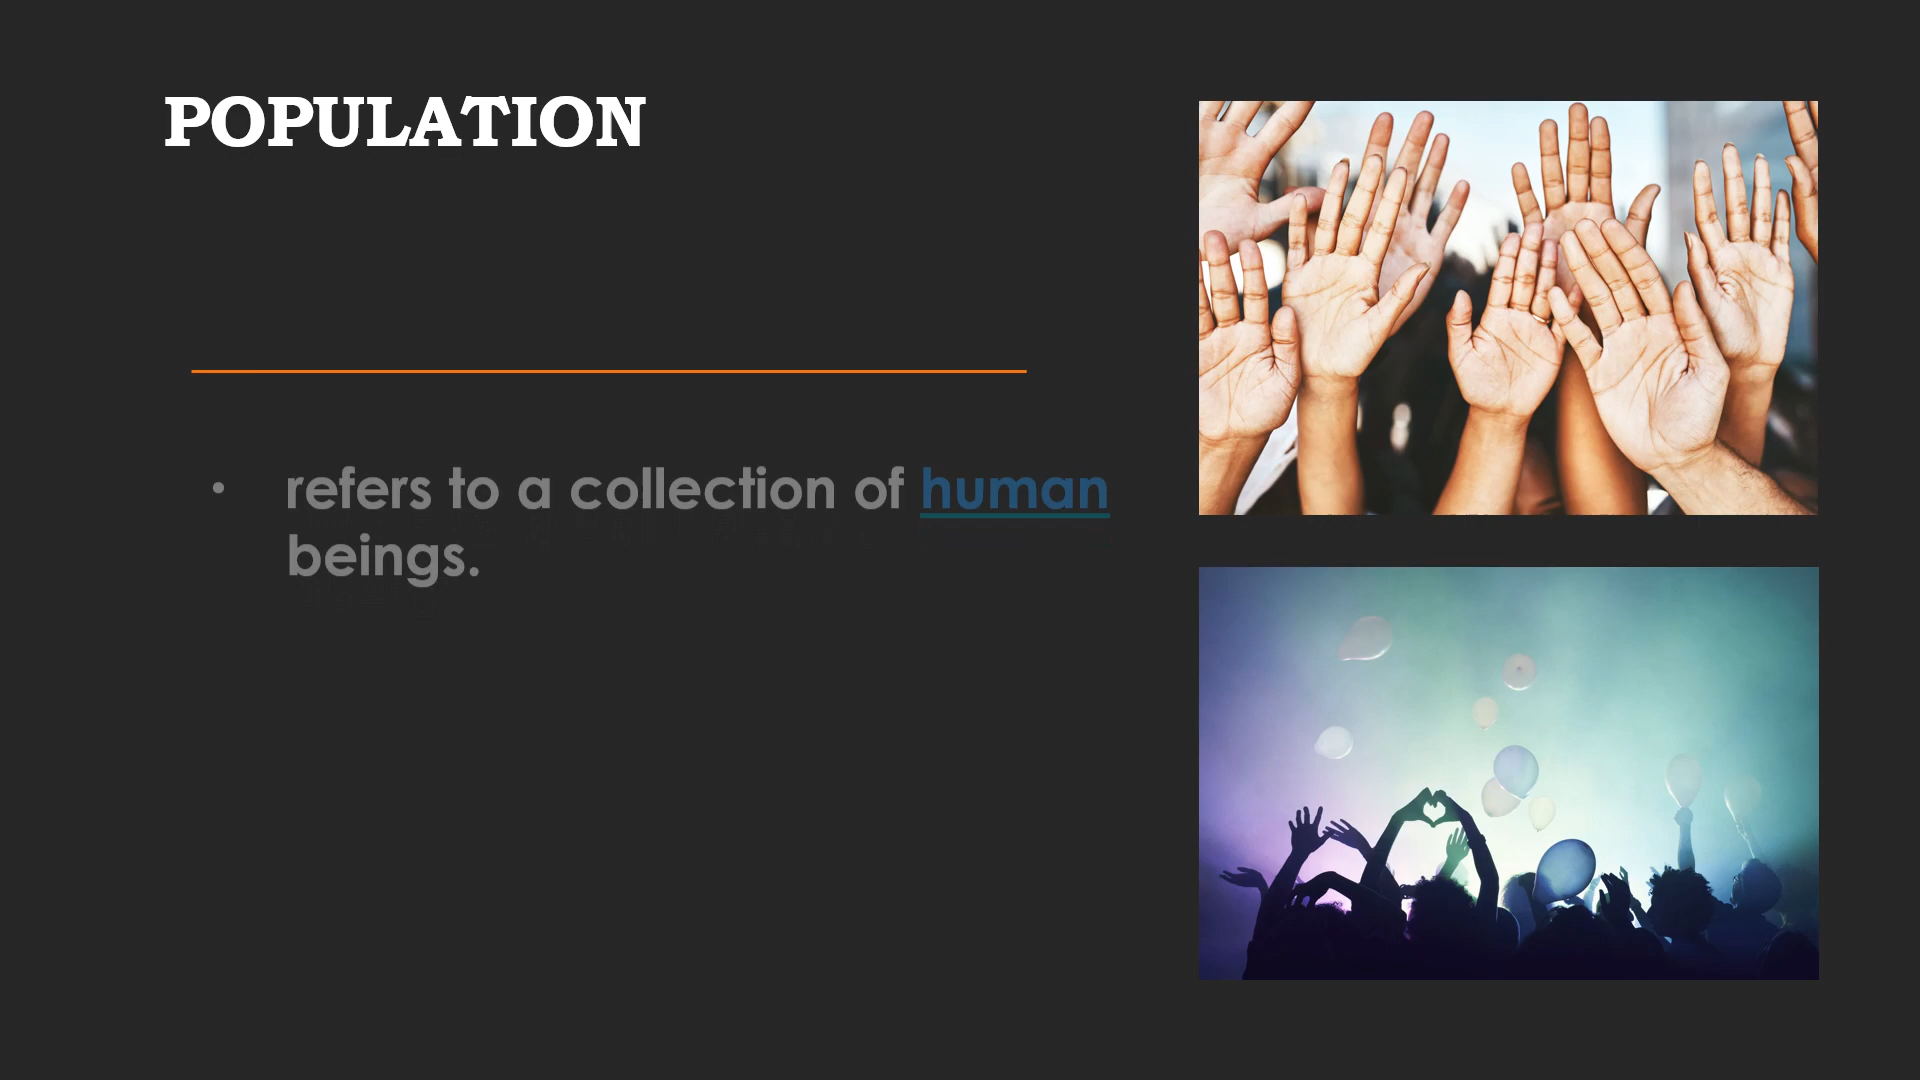 POPULATION
• refers to a collection of human
beings.